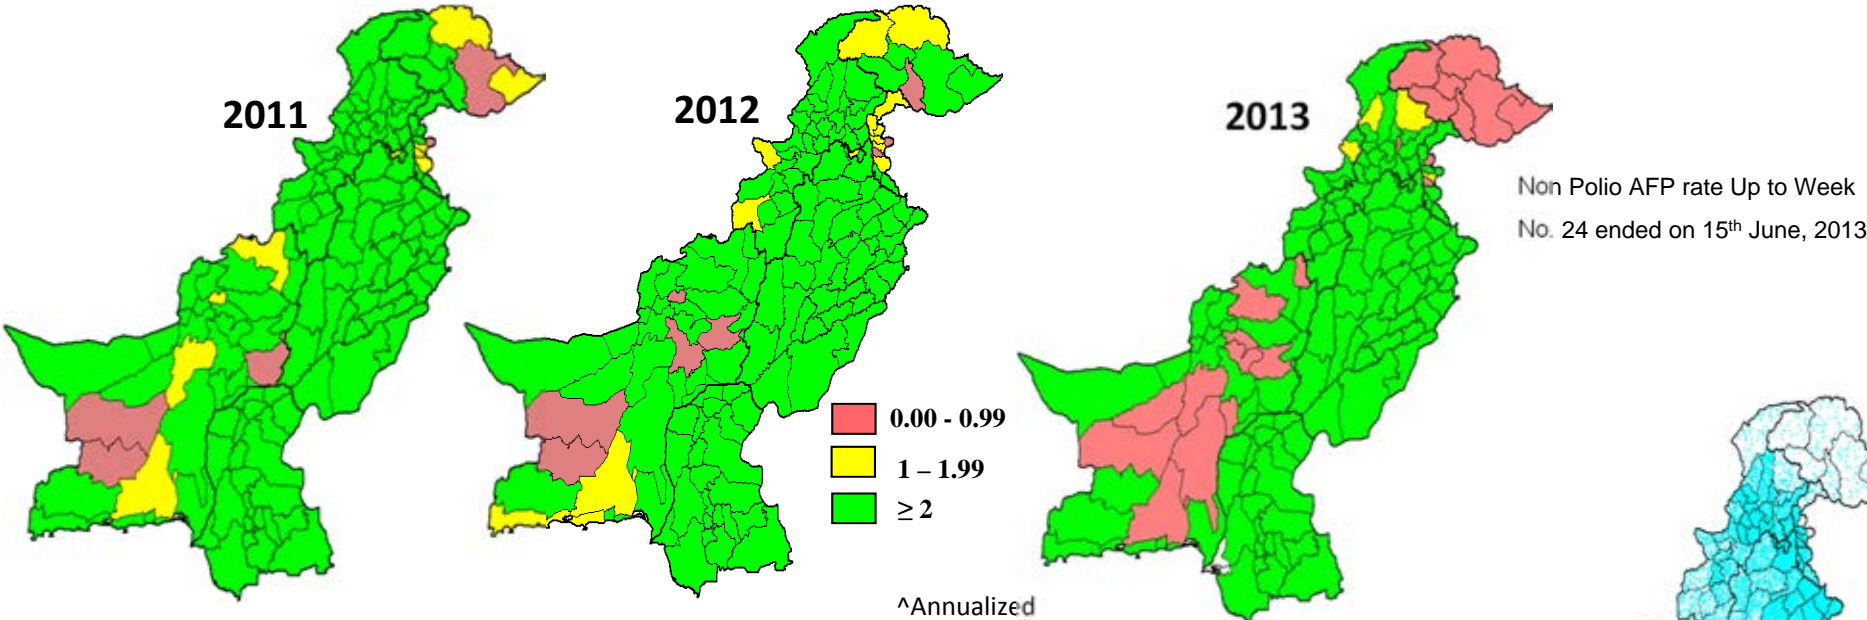 2011
2012
2013
Non Polio AFP rate Up to Week
No. 24 ended on 15th June, 2013
0.00 - 0.99
1 – 1.99
≥ 2
^Annualized